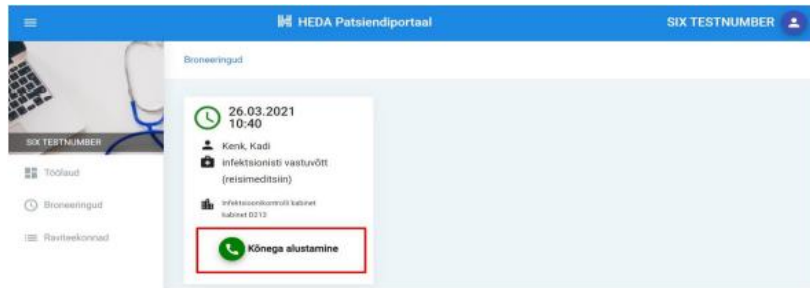 HEDA Patsiendiportaal
SIX TESTNUMBER
Broneeringud
SIX TESTNUMBER
Töölaud
Broneeringud
Raviteekonnad
26.03.2021
10:40
Kenk, Kadi
infektsionisti vastuvõtt
(reisimeditsiin)
Infektsioonikontrolli kabinet
kabinet D213
Kõnega alustamine